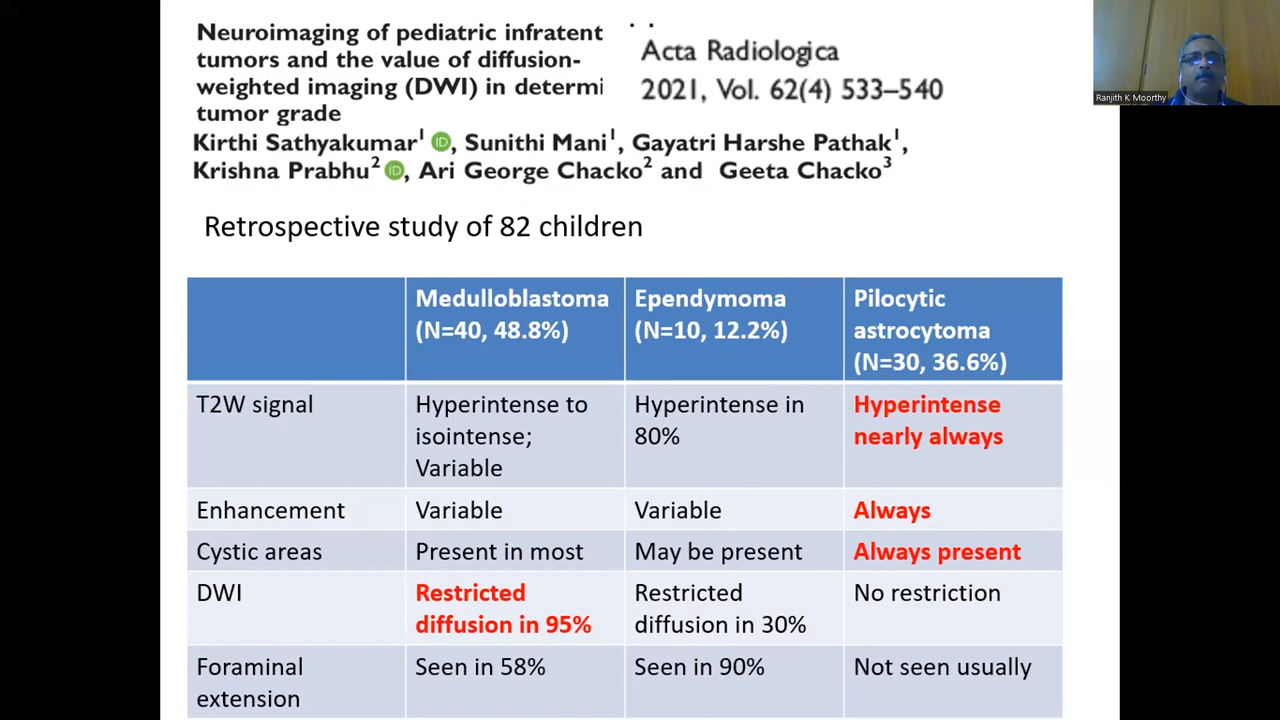 Neuroimaging of pediatric infratent
tumors and the value of diffusion-
weighted imaging (DWI) in determi
tumor grade
Acta Radiologica
2021, Vol. 62(4) 533–540
Kirthi Sathyakumar1 iD, Sunithi Mani1, Gayatri Harshe Pathak1,
Krishna Prabhu2 iD, Ari George Chacko2 and Geeta Chacko3
Ranjith K Moorthy
Retrospective study of 82 children
Medulloblastoma
(N=40, 48.8%)
Ependymoma
(N=10, 12.2%)
Pilocytic
astrocytoma
(N=30, 36.6%)
T2W signal
Hyperintense to
isointense;
Variable
Hyperintense in
80%
Hyperintense
nearly always
Enhancement
Variable
Variable
Always
Cystic areas
Present in most
May be present
Always present
DWI
Restricted
diffusion in 95%
Restricted
diffusion in 30%
No restriction
Foraminal
extension
Seen in 58%
Seen in 90%
Not seen usually